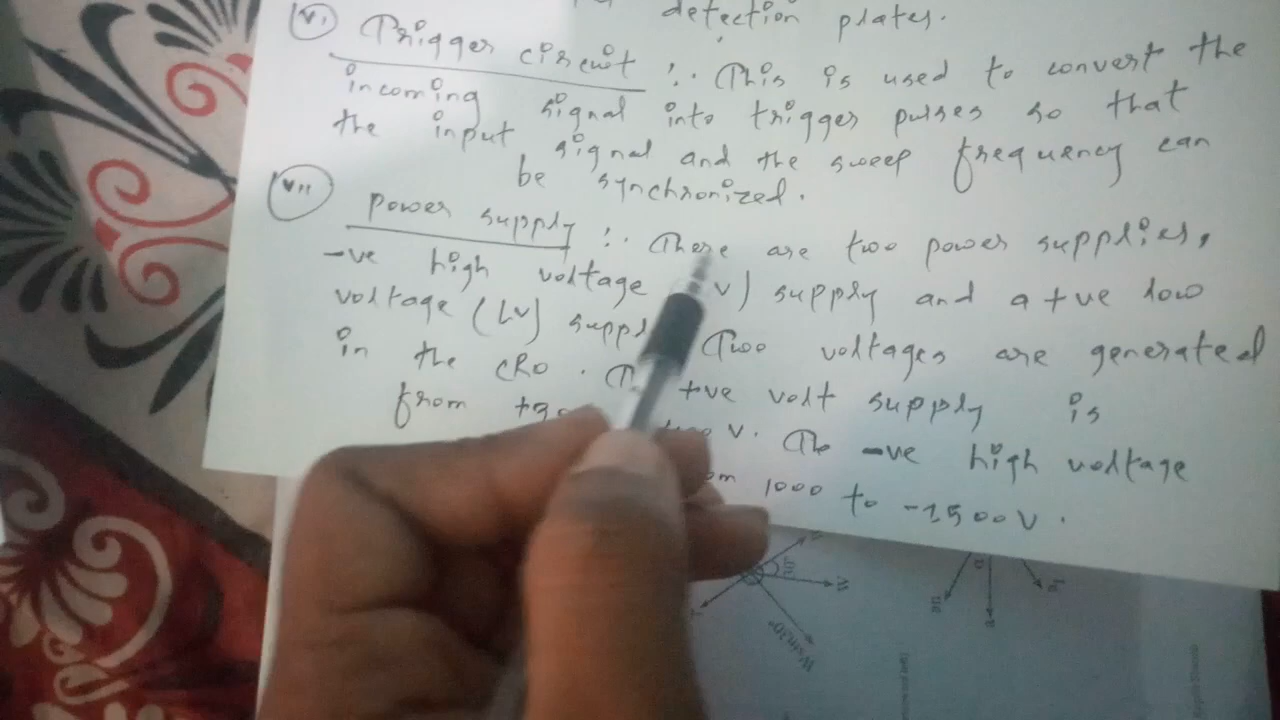 detection plates.
(vi) Trigger circuit :. This is used to convert the
incoming signal into trigger pulses so that
the input signal and the sweep frequency can
be synchronized.
(vii) Power supply :. There are two power supplies,
-ve high voltage V) supply and a +ve low
voltage (LV) suppl Two voltages are generated
in the CRO. +ve volt supply is
from V. The -ve high voltage
1000 to -1500V.
Wsin30°